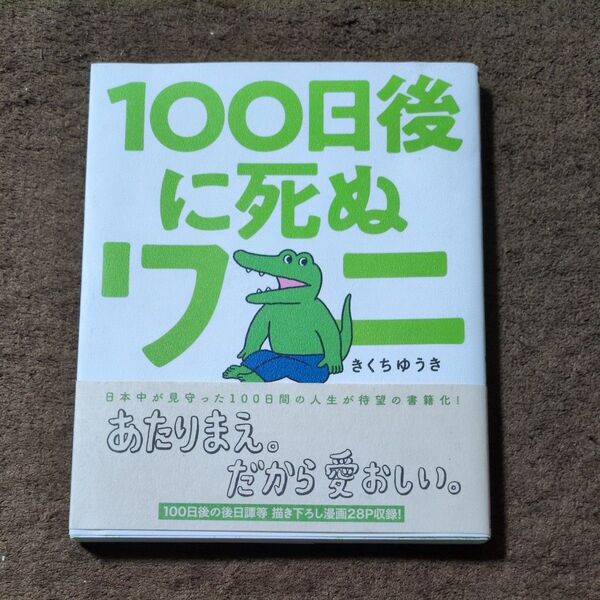 100日後
に死ぬ
ワニ
きくちゆうき
日本中が見守った100日間の人生が待望の書籍化！
あたりまえ。
だから愛おしい。
100日後の後日譚等 描き下ろし漫画28P収録！